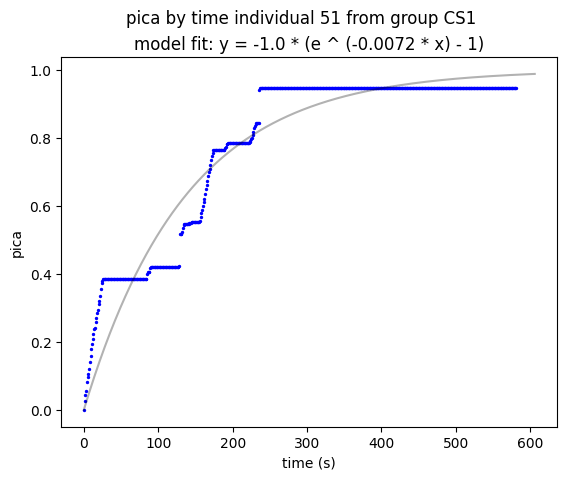 pica by time individual 51 from group CS1
model fit: y = -1.0 * (e ^ (-0.0072 * x) - 1)
1.0
0.8
0.6
0.4
0.2
0.0
pica
0 100 200 300 400 500 600
time (s)